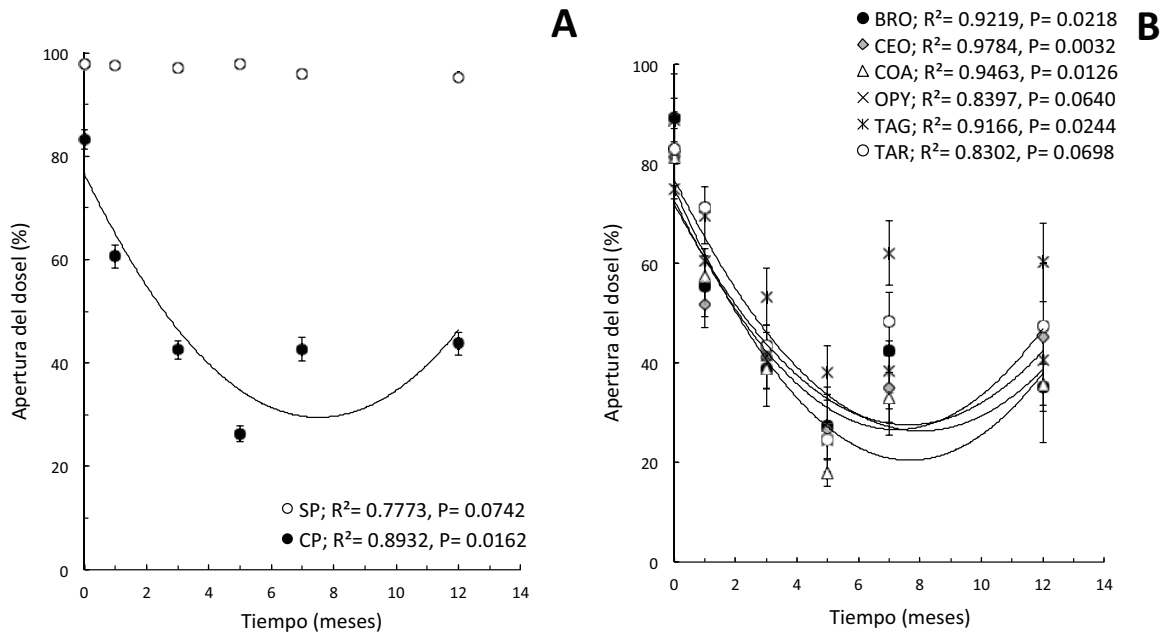 A
Apertura del dosel (%)
100
80
60
40
20
0
SP; R²= 0.7773, P= 0.0742
CP; R²= 0.8932, P= 0.0162
0 2 4 6 8 10 12 14
Tiempo (meses)
B
BRO; R²= 0.9219, P= 0.0218
CEO; R²= 0.9784, P= 0.0032
COA; R²= 0.9463, P= 0.0126
OPY; R²= 0.8397, P= 0.0640
TAG; R²= 0.9166, P= 0.0244
TAR; R²= 0.8302, P= 0.0698
Apertura del dosel (%)
100
80
60
40
20
0
0 2 4 6 8 10 12 14
Tiempo (meses)